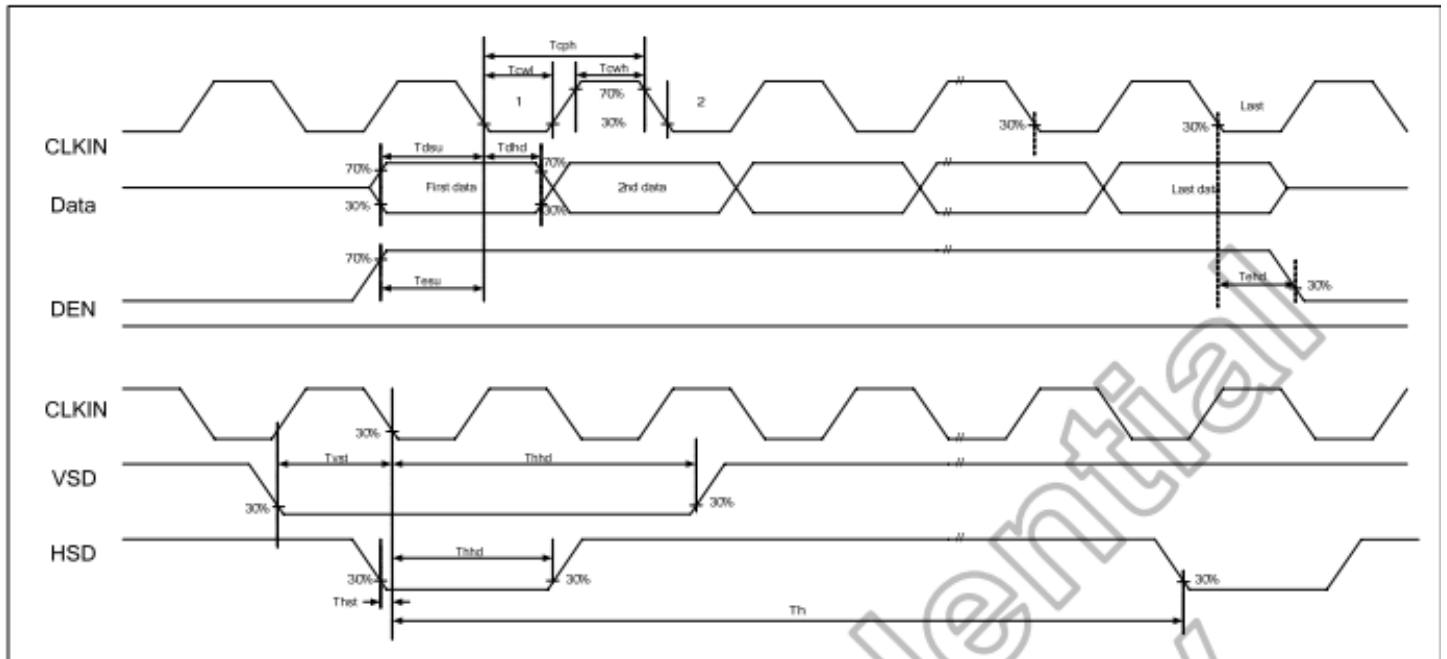 Tcph
Tcwl Tcwh
1 70% 2 // Last
30% 30% 30%
CLKIN
Tdsu Tdhd
70% 70% //
First data 2nd data Last data
Data
30% 30% //
70% //
Tesu Tehd
DEN 30%
CLKIN
30% //
Tvst Thhd //
VSD
30% 30%
HSD //
Thhd
30% 30% 30%
Thst
Th
dential